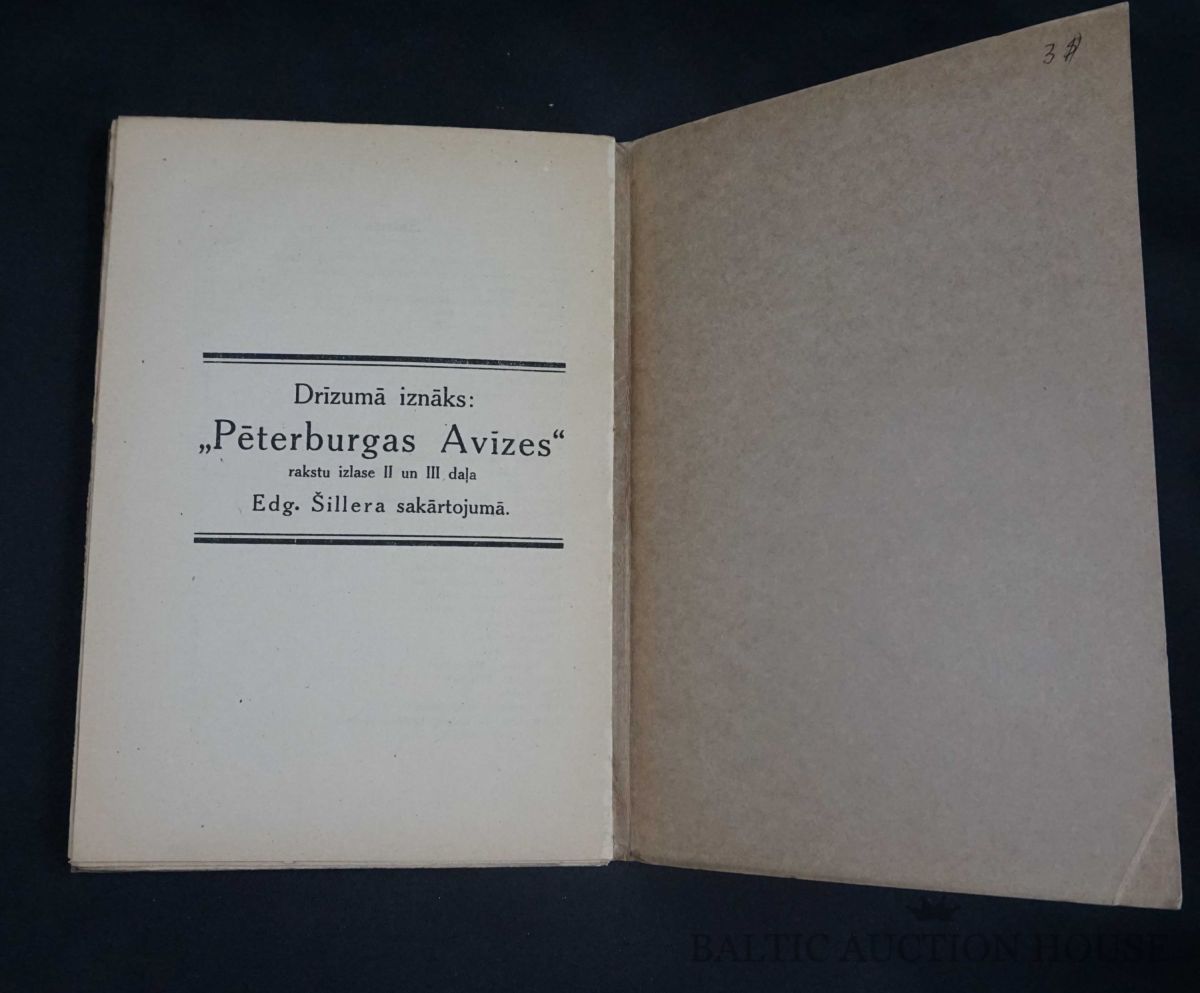 Drīzumā iznāks:
„Pēterburgas Avīzes“
rakstu izlase II un III daļa
Edg. Šillera sakārtojumā.
BALTIC AUCTION HOUSE